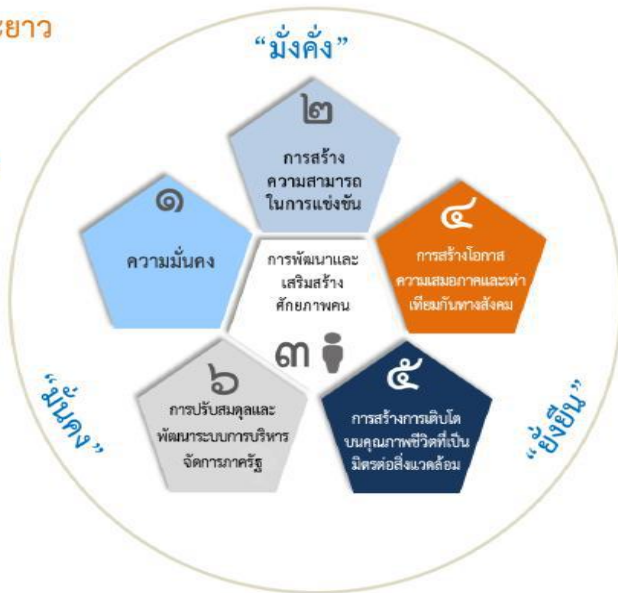 ะยาว
“มั่งคั่ง”
๒
การสร้าง
ความสามารถ
ในการแข่งขัน
๑
ความมั่นคง
๔
การสร้างโอกาส
ความเสมอภาคและเท่า
เทียมกันทางสังคม
การพัฒนาและ
เสริมสร้าง
ศักยภาพคน
๓
๖
การปรับสมดุลและ
พัฒนาระบบการบริหาร
จัดการภาครัฐ
๕
การสร้างการเติบโต
บนคุณภาพชีวิตที่เป็น
มิตรต่อสิ่งแวดล้อม
“มั่นคง”
“ยั่งยืน”